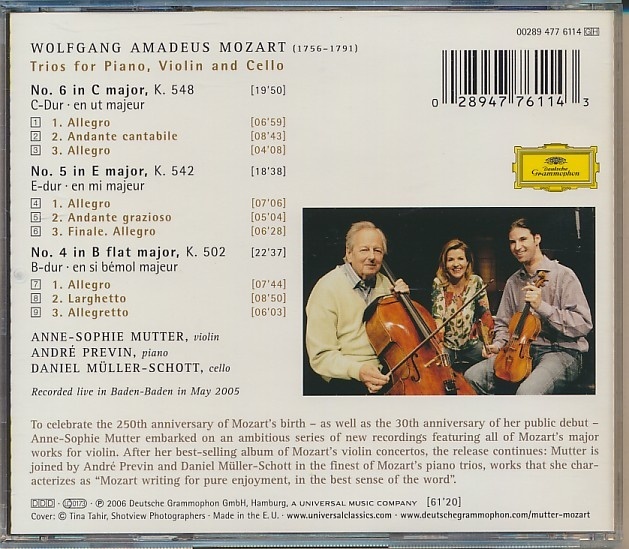 00289 477 6114 GH
WOLFGANG AMADEUS MOZART (1756–1791)
Trios for Piano, Violin and Cello
No. 6 in C major, K. 548 [19'50]
C-Dur · en ut majeur
1 1. Allegro [06'59]
2 2. Andante cantabile [08'43]
3 3. Allegro [04'08]
No. 5 in E major, K. 542 [18'38]
E-dur · en mi majeur
4 1. Allegro [07'06]
5 2. Andante grazioso [05'04]
6 3. Finale. Allegro [06'28]
No. 4 in B flat major, K. 502 [22'37]
B-dur · en si bémol majeur
7 1. Allegro [07'44]
8 2. Larghetto [08'50]
9 3. Allegretto [06'03]
ANNE-SOPHIE MUTTER, violin
ANDRÉ PREVIN, piano
DANIEL MÜLLER-SCHOTT, cello
Recorded live in Baden-Baden in May 2005
0 28947 76114 3
Deutsche
Grammophon
To celebrate the 250th anniversary of Mozart's birth – as well as the 30th anniversary of her public debut –
Anne-Sophie Mutter embarked on an ambitious series of new recordings featuring all of Mozart's major
works for violin. After her best-selling album of Mozart's violin concertos, the release continues: Mutter is
joined by André Previn and Daniel Müller-Schott in the finest of Mozart's piano trios, works that she char-
acterizes as "Mozart writing for pure enjoyment, in the best sense of the word".
DDD · LC 0173 · ℗ 2006 Deutsche Grammophon GmbH, Hamburg, A UNIVERSAL MUSIC COMPANY [61'20]
Cover: © Tina Tahir, Shotview Photographers · Made in the E. U. · www.universalclassics.com · www.deutschegrammophon.com/mutter-mozart